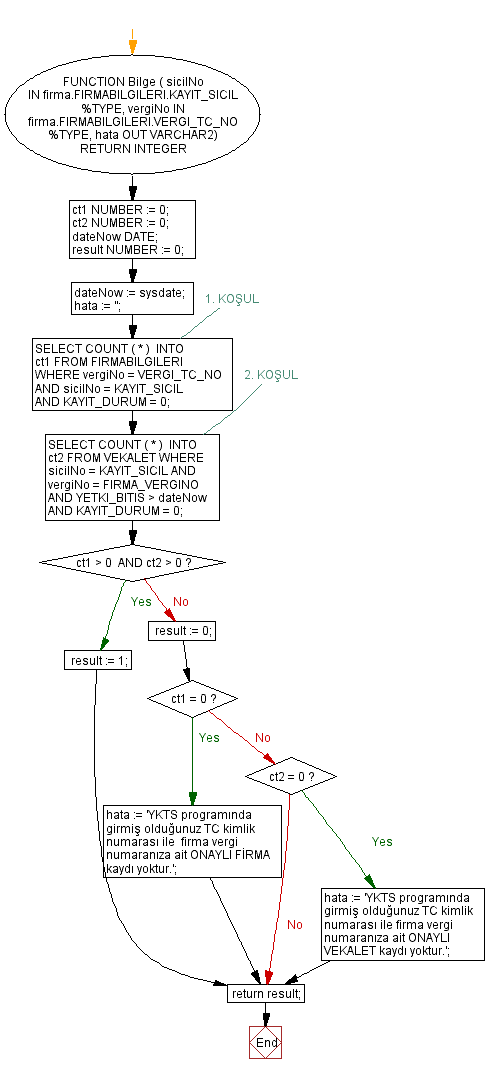 FUNCTION Bilge ( sicilNo
IN firma.FIRMABILGILERI.KAYIT_SICIL
%TYPE, vergiNo IN
firma.FIRMABILGILERI.VERGI_TC_NO
%TYPE, hata OUT VARCHAR2)
RETURN INTEGER
ct1 NUMBER := 0;
ct2 NUMBER := 0;
dateNow DATE;
result NUMBER := 0;
dateNow := sysdate;
hata := '';
1. KOŞUL
SELECT COUNT ( * )  INTO
ct1 FROM FIRMABILGILERI
WHERE vergiNo = VERGI_TC_NO
AND sicilNo = KAYIT_SICIL
AND KAYIT_DURUM = 0;
2. KOŞUL
SELECT COUNT ( * )  INTO
ct2 FROM VEKALET WHERE
sicilNo = KAYIT_SICIL AND
vergiNo = FIRMA_VERGINO
AND YETKI_BITIS > dateNow
AND KAYIT_DURUM = 0;
ct1 > 0  AND ct2 > 0 ?
Yes
No
result := 0;
result := 1;
ct1 = 0 ?
Yes
No
ct2 = 0 ?
hata := 'YKTS programında
girmiş olduğunuz TC kimlik
numarası ile  firma vergi
numaranıza ait ONAYLI FİRMA
kaydı yoktur.';
Yes
hata := 'YKTS programında
girmiş olduğunuz TC kimlik
numarası ile firma vergi
numaranıza ait ONAYLI
VEKALET kaydı yoktur.';
No
return result;
End